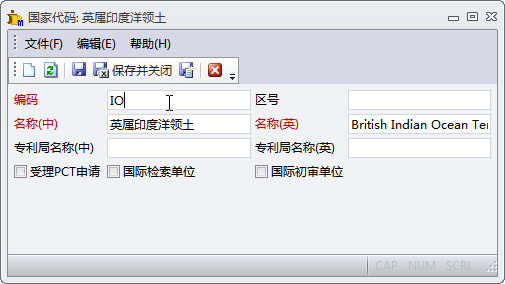 国家代码: 英属印度洋领土
文件(F) 编辑(E) 帮助(H)
保存并关闭
编码 IO 区号
名称(中) 英属印度洋领土 名称(英) British Indian Ocean Ter
专利局名称(中) 专利局名称(英)
受理PCT申请 国际检索单位 国际初审单位
CAP NUM SCRL